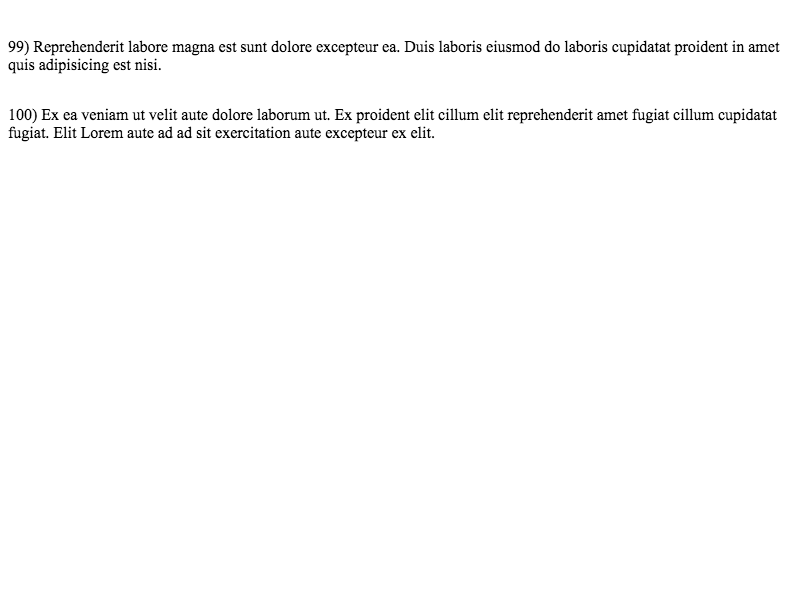 99) Reprehenderit labore magna est sunt dolore excepteur ea. Duis laboris eiusmod do laboris cupidatat proident in amet
quis adipisicing est nisi.
100) Ex ea veniam ut velit aute dolore laborum ut. Ex proident elit cillum elit reprehenderit amet fugiat cillum cupidatat
fugiat. Elit Lorem aute ad ad sit exercitation aute excepteur ex elit.